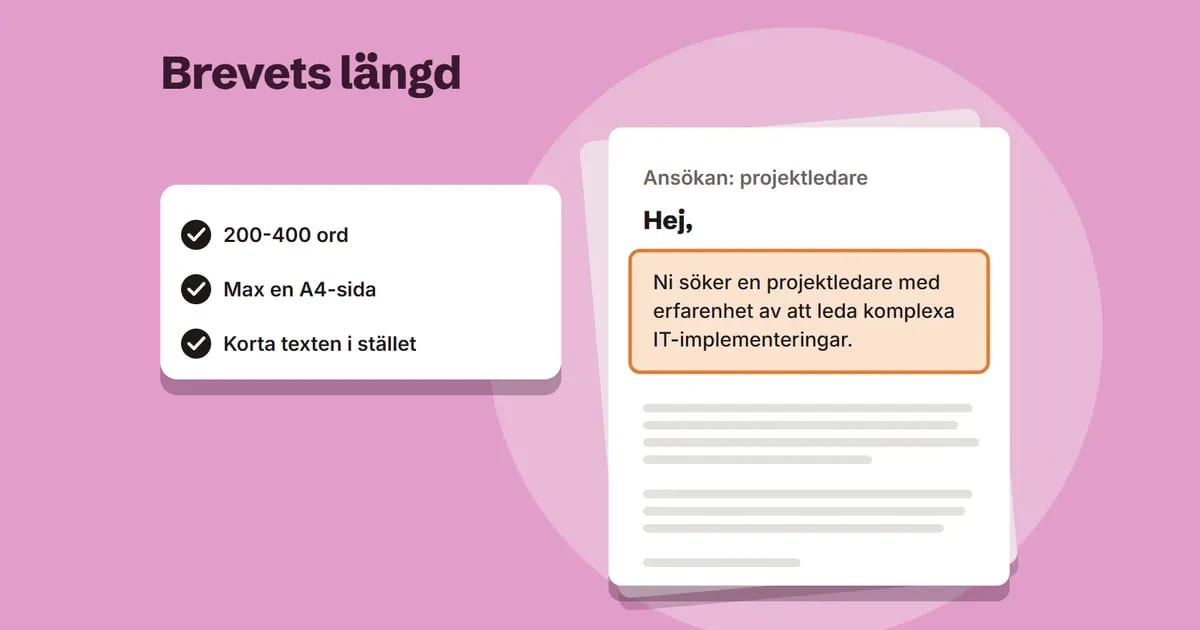 Brevets längd
200-400 ord
Max en A4-sida
Korta texten i stället
Ansökan: projektledare
Hej,
Ni söker en projektledare med
erfarenhet av att leda komplexa
IT-implementeringar.